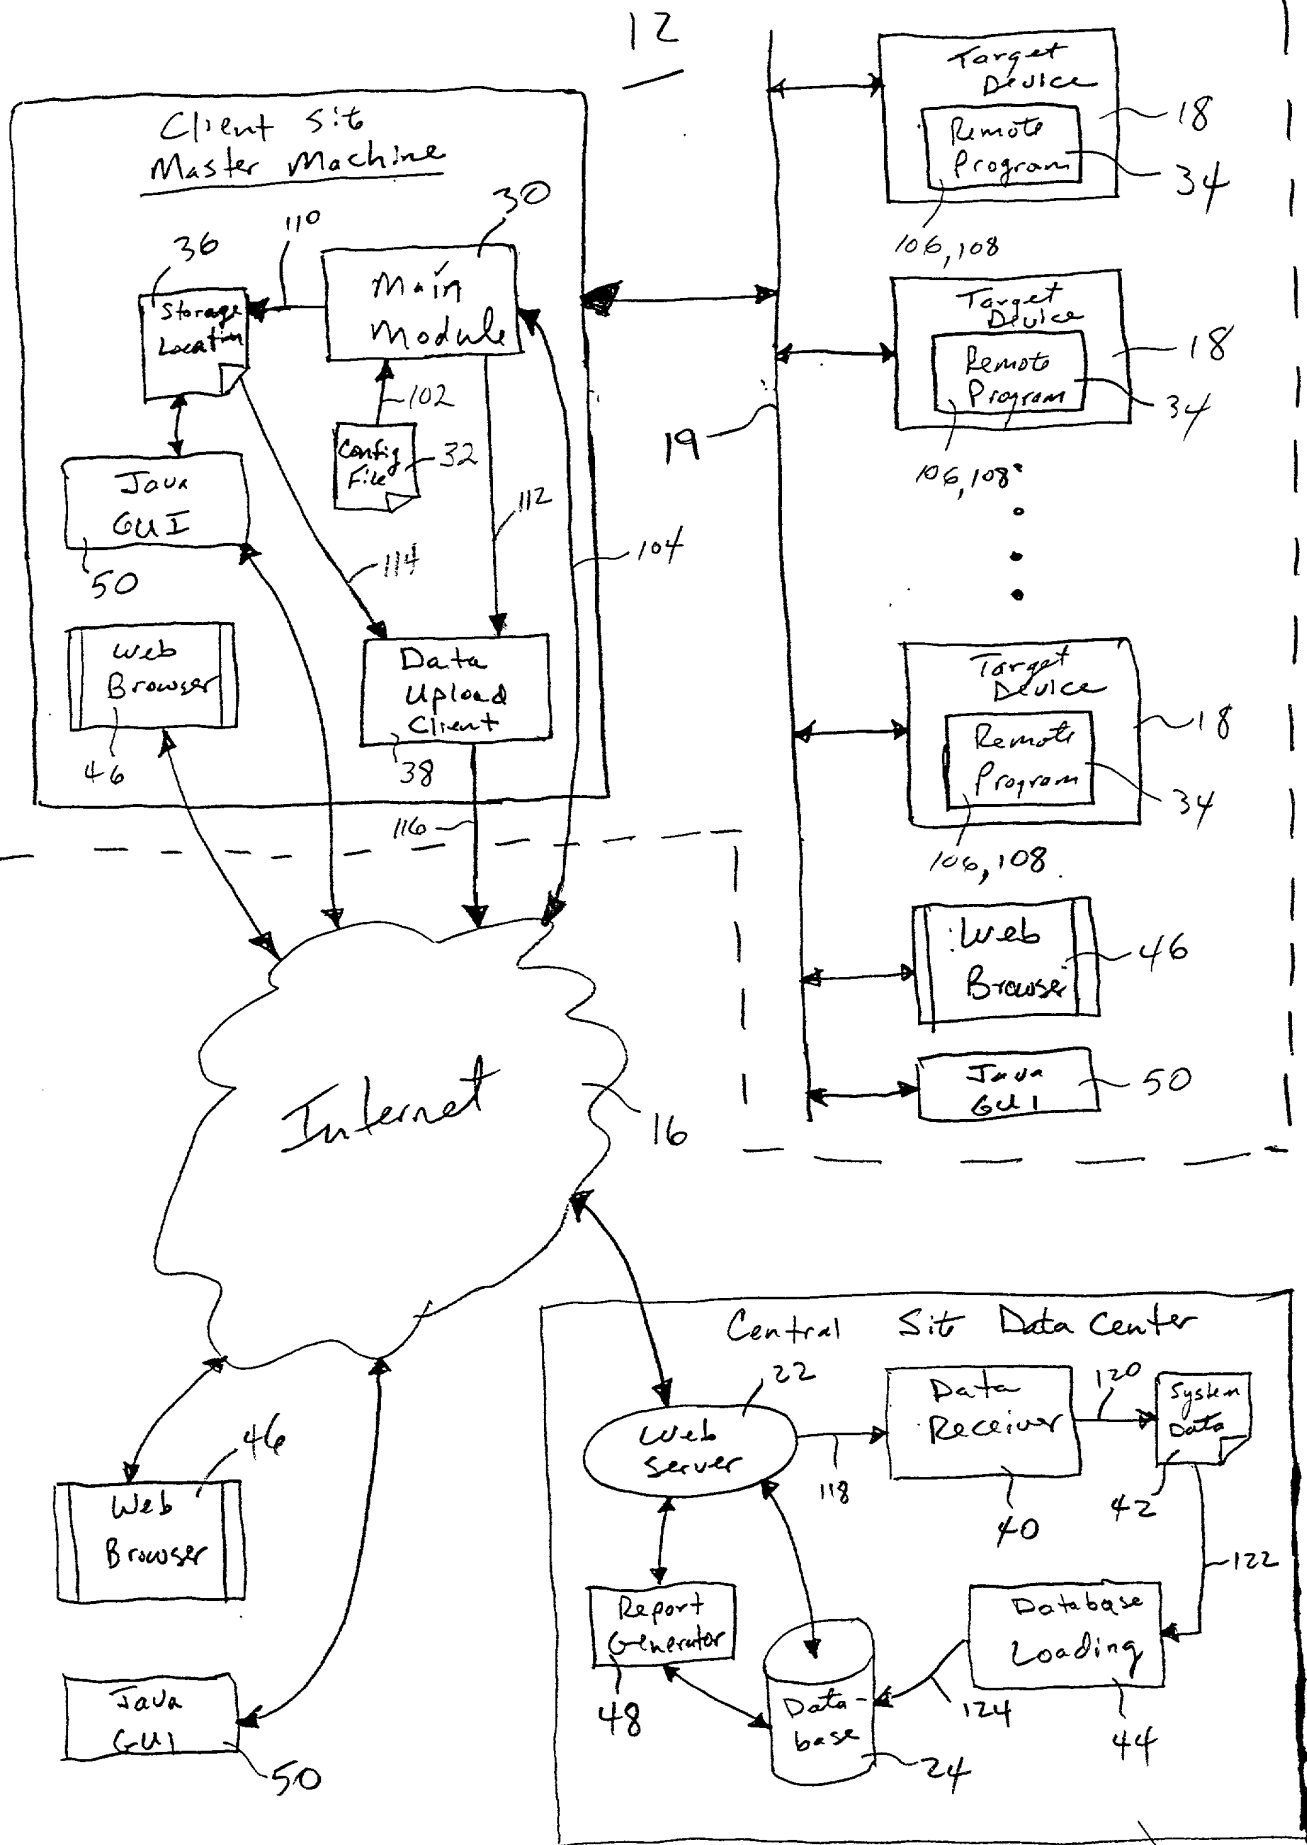 12
Client Site
Master Machine
30
110
36
Main
Module
Storage
Location
102
Config
File
32
Java
GUI
50
112
104
114
Web
Browser
46
Data
Upload
Client
38
116
19
Target
Device
18
Remote
Program
34
106, 108
Target
Device
18
Remote
Program
34
106, 108
Target
Device
18
Remote
Program
34
106, 108
Web
Browser
46
Java
GUI
50
Internet
16
Central Site Data Center
22
Web
Server
118
Data
Receiver
40
120
System
Data
42
122
Report
Generator
48
Data-
base
24
124
Database
Loading
44
46
Web
Browser
Java
GUI
50